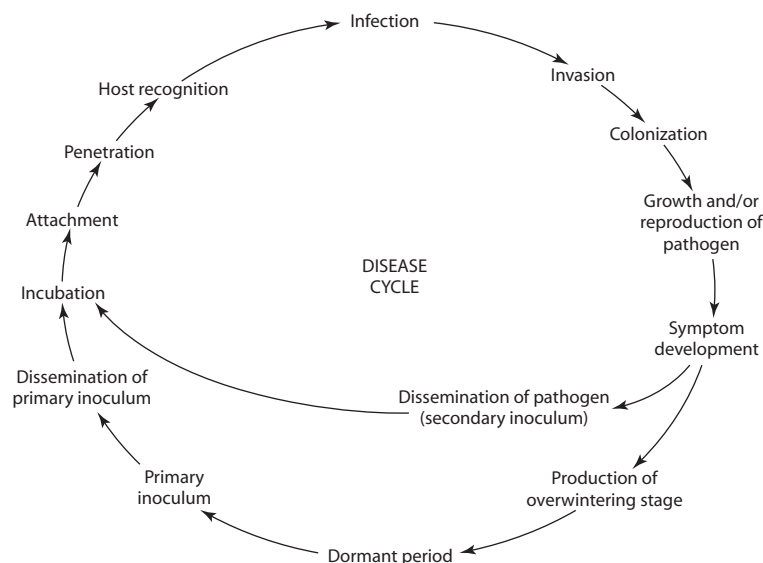 Infection
Invasion
Colonization
Growth and/or
reproduction of
pathogen
Symptom
development
Dissemination of pathogen
(secondary inoculum)
Production of
overwintering stage
Dormant period
Primary
inoculum
Dissemination of
primary inoculum
Incubation
Attachment
Penetration
Host recognition
DISEASE
CYCLE